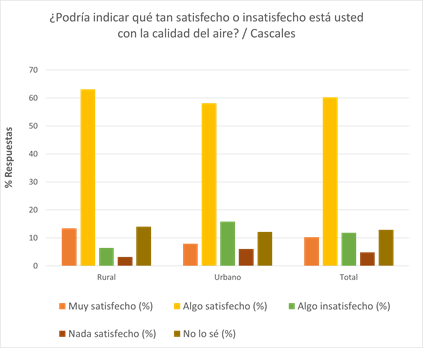 ¿Podría indicar qué tan satisfecho o insatisfecho está usted
con la calidad del aire? / Cascales
% Respuestas
70
60
50
40
30
20
10
0
Rural Urbano Total
Muy satisfecho (%) Algo satisfecho (%) Algo insatisfecho (%)
Nada satisfecho (%) No lo sé (%)